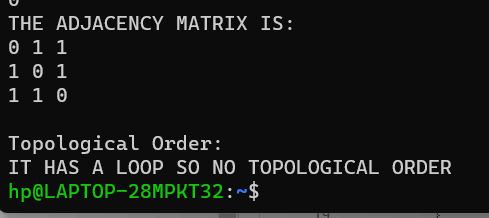 0
THE ADJACENCY MATRIX IS:
0 1 1
1 0 1
1 1 0
Topological Order:
IT HAS A LOOP SO NO TOPOLOGICAL ORDER
hp@LAPTOP-28MPKT32:~$